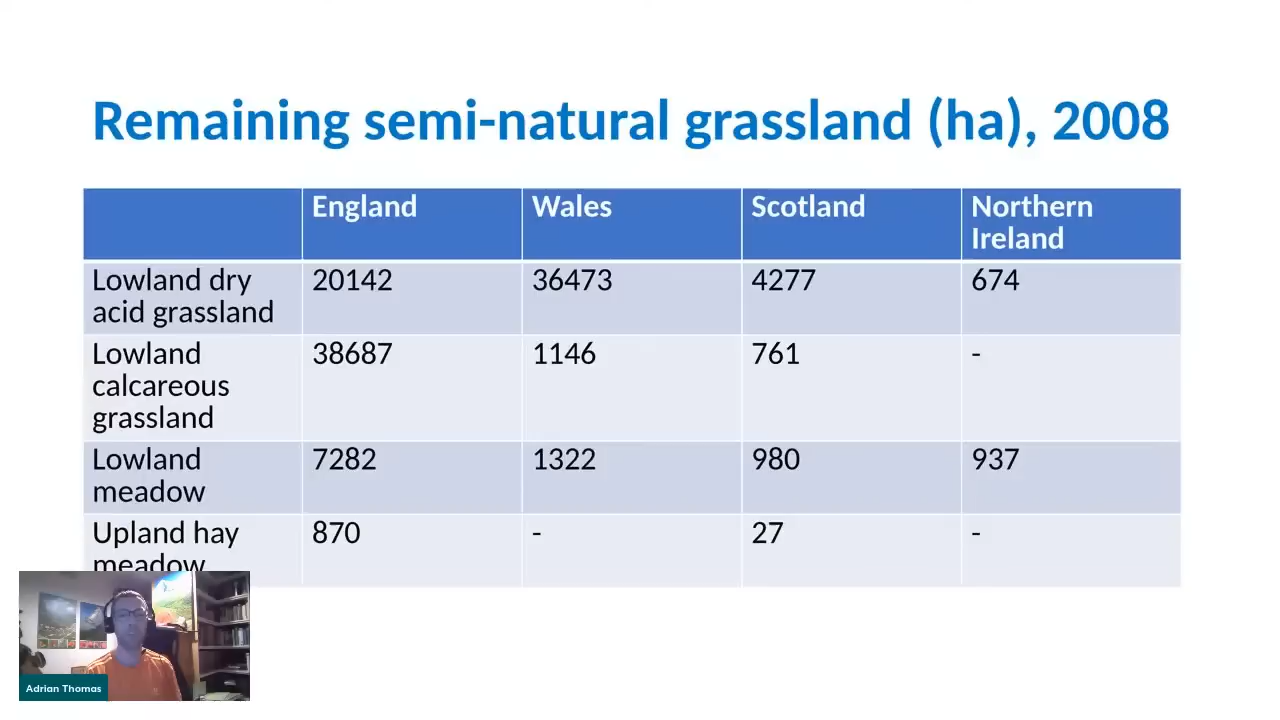 Remaining semi-natural grassland (ha), 2008
England Wales Scotland Northern
Ireland
Lowland dry 20142 36473 4277 674
acid grassland
Lowland 38687 1146 761 -
calcareous
grassland
Lowland 7282 1322 980 937
meadow
Upland hay 870 - 27 -
meadow
Adrian Thomas